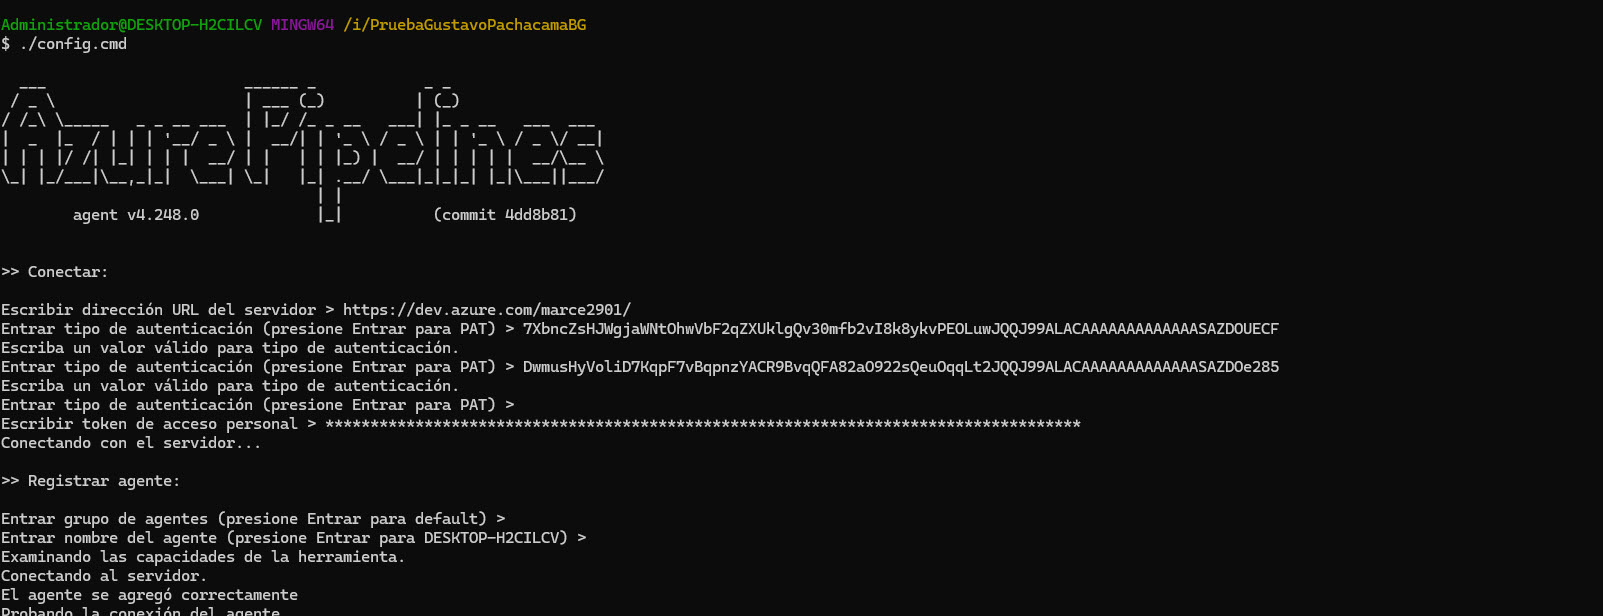 Administrador@DESKTOP-H2CILCV MINGW64 /i/PruebaGustavoPachacamaBG
$ ./config.cmd
Azure Pipelines
agent v4.248.0 (commit 4dd8b81)
>> Conectar:
Escribir dirección URL del servidor > https://dev.azure.com/marce2901/
Entrar tipo de autenticación (presione Entrar para PAT) >
Escriba un valor válido para tipo de autenticación.
Entrar tipo de autenticación (presione Entrar para PAT) >
Escriba un valor válido para tipo de autenticación.
Entrar tipo de autenticación (presione Entrar para PAT) >
Escribir token de acceso personal > ************************************************************************************
Conectando con el servidor...
>> Registrar agente:
Entrar grupo de agentes (presione Entrar para default) >
Entrar nombre del agente (presione Entrar para DESKTOP-H2CILCV) >
Examinando las capacidades de la herramienta.
Conectando al servidor.
El agente se agregó correctamente
Probando la conexión del agente.